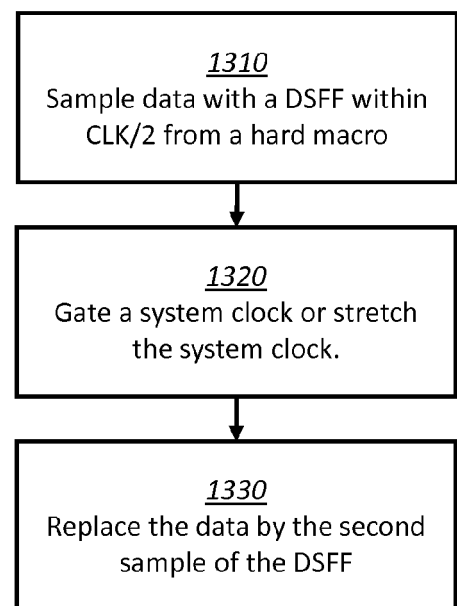 1310
Sample data with a DSFF within
CLK/2 from a hard macro
1320
Gate a system clock or stretch
the system clock.
1330
Replace the data by the second
sample of the DSFF